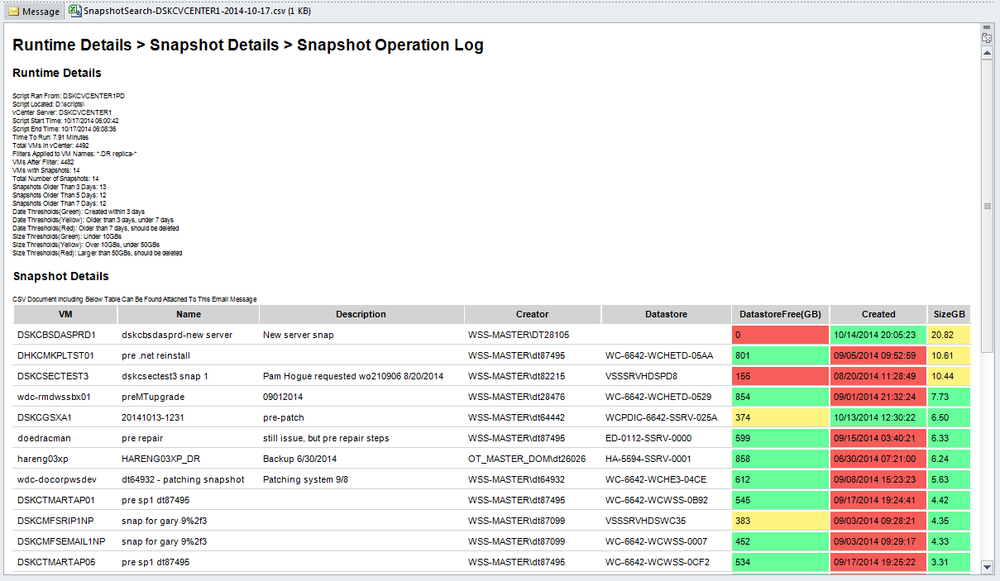 Message SnapshotSearch-DSKCVCENTER1-2014-10-17.csv (1 KB)
Runtime Details > Snapshot Details > Snapshot Operation Log
Runtime Details
Script Ran From: DSKCVCENTER1PD
Script Located: D:\scripts\
vCenter Server: DSKCVCENTER1
Script Start Time: 10/17/2014 06:00:42
Script End Time: 10/17/2014 06:08:36
Time To Run: 7.91 Minutes
Total VMs in vCenter: 4492
Filters Applied to VM Names: ^.DR replica-^
VMs After Filter: 4482
VMs with Snapshots: 14
Total Number of Snapshots: 14
Snapshots Older Than 3 Days: 13
Snapshots Older Than 5 Days: 12
Snapshots Older Than 7 Days: 12
Date Thresholds(Green): Created within 3 days
Date Thresholds(Yellow): Older than 3 days, under 7 days
Date Thresholds(Red): Older than 7 days, should be deleted
Size Thresholds(Green): Under 10GBs
Size Thresholds(Yellow): Over 10GBs, under 50GBs
Size Thresholds(Red): Larger than 50GBs, should be deleted
Snapshot Details
CSV Document Including Below Table Can Be Found Attached To This Email Message
VM Name Description Creator Datastore DatastoreFree(GB) Created SizeGB
DSKCBSDASPRD1 dskcbsdasprd-new server New server snap WSS-MASTER\DT28105 0 10/14/2014 20:05:23 20.82
DHKCMKPLTST01 pre .net reinstall WSS-MASTER\dt87495 WC-6642-WCHETD-05AA 801 09/05/2014 09:52:59 10.61
DSKCSECTEST3 dskcsectest3 snap 1 Pam Hogue requested wo210906 8/20/2014 WSS-MASTER\dt82215 VSSSRVHDSPD8 155 08/20/2014 11:28:49 10.44
wdc-rmdwssbx01 preMTupgrade 09012014 WSS-MASTER\dt28476 WC-6642-WCHETD-0529 854 09/01/2014 21:32:24 7.73
DSKCGSXA1 20141013-1231 pre-patch WSS-MASTER\dt64442 WCPDIC-6642-SSRV-025A 374 10/13/2014 12:30:22 6.50
doedracman pre repair still issue, but pre repair steps WSS-MASTER\dt87495 ED-0112-SSRV-0000 599 09/15/2014 03:40:21 6.33
hareng03xp HARENG03XP_DR Backup 6/30/2014 OT_MASTER_DOM\dt26026 HA-5594-SSRV-0001 858 06/30/2014 07:21:00 6.24
wdc-docorpwsdev dt64932 - patching snapshot Patching system 9/8 WSS-MASTER\dt64932 WC-6642-WCHE3-04CE 612 09/08/2014 15:23:23 5.63
DSKCTMARTAP01 pre sp1 dt87495 WSS-MASTER\dt87495 WC-6642-WCWSS-0B92 545 09/17/2014 19:24:41 4.42
DSKCMFSRIP1NP snap for gary 9%2f3 WSS-MASTER\dt87099 VSSSRVHDSWC35 383 09/03/2014 09:28:21 4.35
DSKCMFSEMAIL1NP snap for gary 9%2f3 WSS-MASTER\dt87099 WC-6642-WCWSS-0007 452 09/03/2014 09:29:17 4.33
DSKCTMARTAP05 pre sp1 dt87495 WSS-MASTER\dt87495 WC-6642-WCWSS-0CF2 534 09/17/2014 19:25:22 3.31